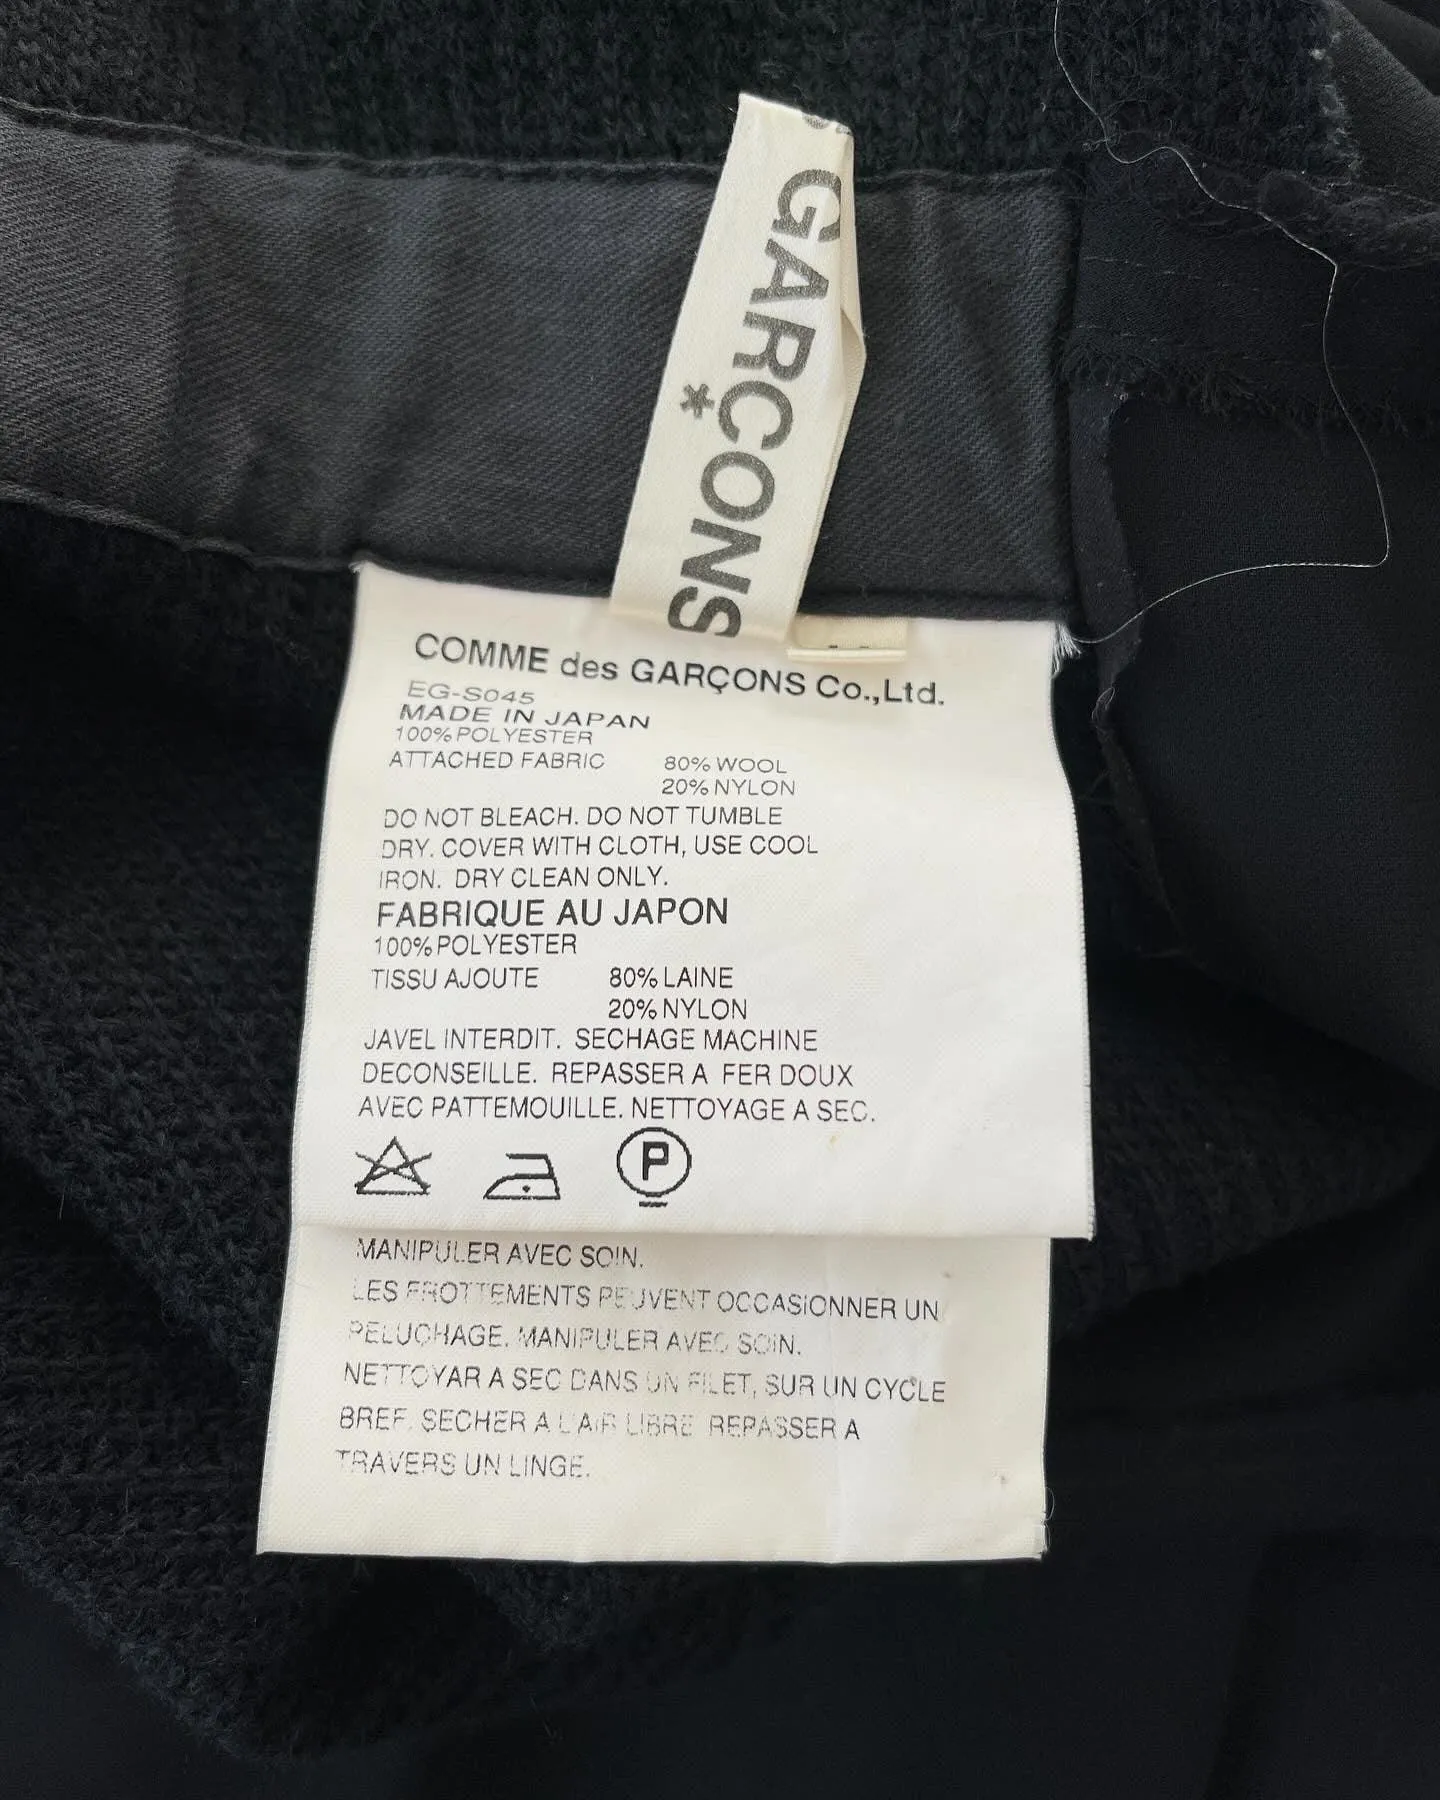 GARÇONS
*
COMME des GARÇONS Co.,Ltd.
EG-S045
MADE IN JAPAN
100% POLYESTER
ATTACHED FABRIC 80% WOOL
20% NYLON
DO NOT BLEACH. DO NOT TUMBLE
DRY. COVER WITH CLOTH, USE COOL
IRON. DRY CLEAN ONLY.
FABRIQUE AU JAPON
100% POLYESTER
TISSU AJOUTE 80% LAINE
20% NYLON
JAVEL INTERDIT. SECHAGE MACHINE
DECONSEILLE. REPASSER A FER DOUX
AVEC PATTEMOUILLE. NETTOYAGE A SEC.
P
MANIPULER AVEC SOIN.
LES FROTTEMENTS PEUVENT OCCASIONNER UN
PELUCHAGE. MANIPULER AVEC SOIN.
NETTOYAR A SEC DANS UN FILET, SUR UN CYCLE
BREF. SECHER A L'AIR LIBRE REPASSER A
TRAVERS UN LINGE.